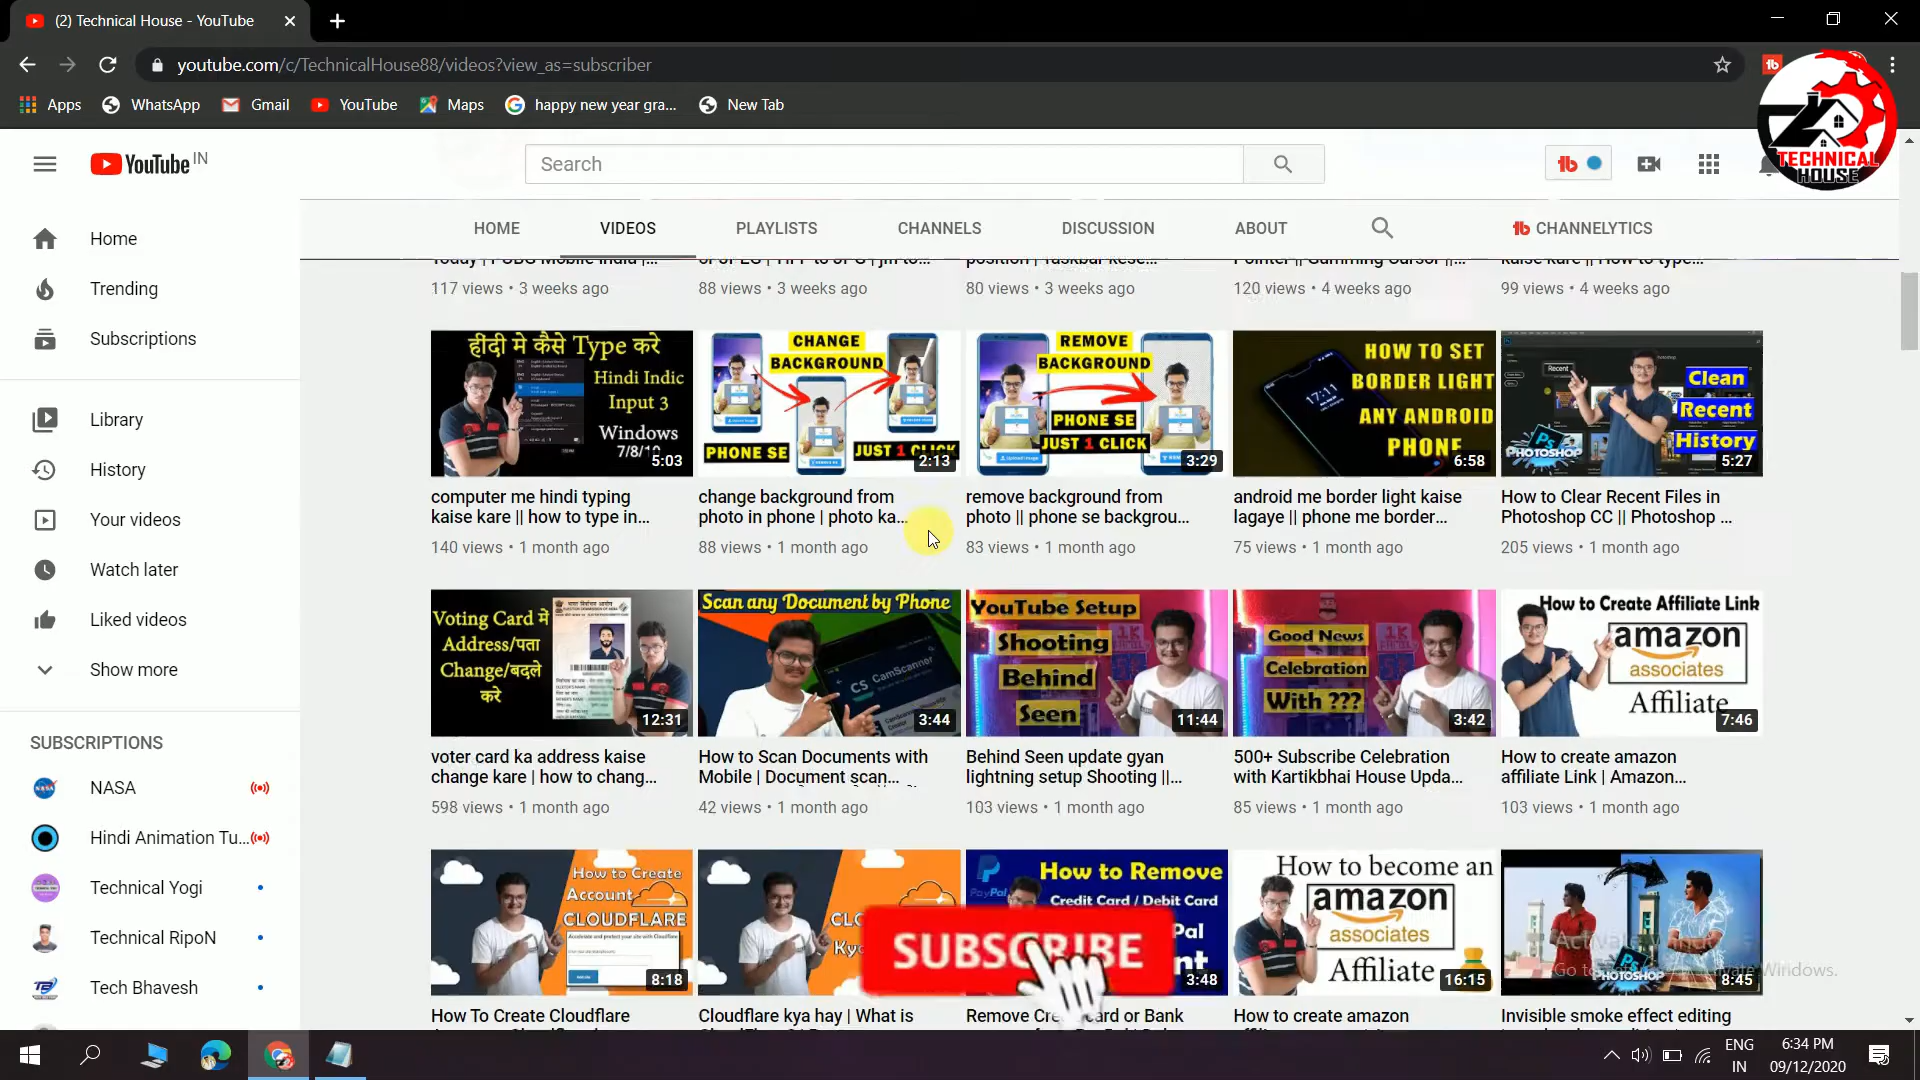 (2) Technical House - YouTube
youtube.com/c/TechnicalHouse88/videos?view_as=subscriber
Apps WhatsApp Gmail YouTube Maps happy new year gra... New Tab
TECHNICAL
HOUSE
YouTube IN
Search
HOME VIDEOS PLAYLISTS CHANNELS DISCUSSION ABOUT CHANNELYTICS
Home
Trending
Subscriptions
Library
History
Your videos
Watch later
Liked videos
Show more
SUBSCRIPTIONS
NASA
Hindi Animation Tu...
Technical Yogi
Technical RipoN
Tech Bhavesh
117 views • 3 weeks ago
88 views • 3 weeks ago
80 views • 3 weeks ago
120 views • 4 weeks ago
99 views • 4 weeks ago
हींदी मे कैसे Type करे
Hindi Indic
Input 3
Windows
7/8/10
5:03
computer me hindi typing
kaise kare || how to type in...
140 views • 1 month ago
CHANGE
BACKGROUND
PHONE SE
JUST 1 CLICK
2:13
change background from
photo in phone | photo ka...
88 views • 1 month ago
REMOVE
BACKGROUND
PHONE SE
JUST 1 CLICK
3:29
remove background from
photo || phone se backgrou...
83 views • 1 month ago
17:11
HOW TO SET
BORDER LIGHT
ANY ANDROID
PHONE
6:58
android me border light kaise
lagaye || phone me border...
75 views • 1 month ago
Recent
Clean
Recent
History
Ps
PHOTOSHOP
5:27
How to Clear Recent Files in
Photoshop CC || Photoshop ...
205 views • 1 month ago
Voting Card में
Address/पता
Change/बदले
करे
12:31
voter card ka address kaise
change kare | how to chang...
598 views • 1 month ago
Scan any Document by Phone
CS CamScanner
3:44
How to Scan Documents with
Mobile | Document scan...
42 views • 1 month ago
YouTube Setup
Shooting
Behind
Seen
11:44
Behind Seen update gyan
lightning setup Shooting ||...
103 views • 1 month ago
Good News
Celebration
With ???
3:42
500+ Subscribe Celebration
with Kartikbhai House Upda...
85 views • 1 month ago
How to Create Affiliate Link
amazon
associates
Affiliate
7:46
How to create amazon
affiliate Link | Amazon...
103 views • 1 month ago
How to Create
Account
CLOUDFLARE
8:18
How To Create Cloudflare
Cloudflare kya hay | What is
PayPal
How to Remove
Credit Card / Debit Card
3:48
SUBSCRIBE
How to become an
amazon
associates
Affiliate
16:15
How to create amazon
Ps
PHOTOSHOP
8:45
Invisible smoke effect editing
ENG
IN
6:34 PM
09/12/2020